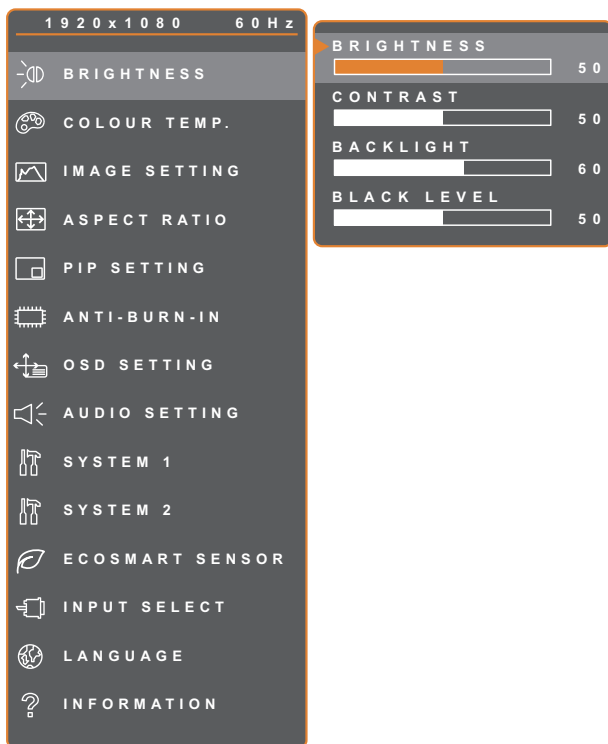 1920x1080 60Hz
BRIGHTNESS
COLOUR TEMP.
IMAGE SETTING
ASPECT RATIO
PIP SETTING
ANTI-BURN-IN
OSD SETTING
AUDIO SETTING
SYSTEM 1
SYSTEM 2
ECOSMART SENSOR
INPUT SELECT
LANGUAGE
INFORMATION
BRIGHTNESS
50
CONTRAST
50
BACKLIGHT
60
BLACK LEVEL
50